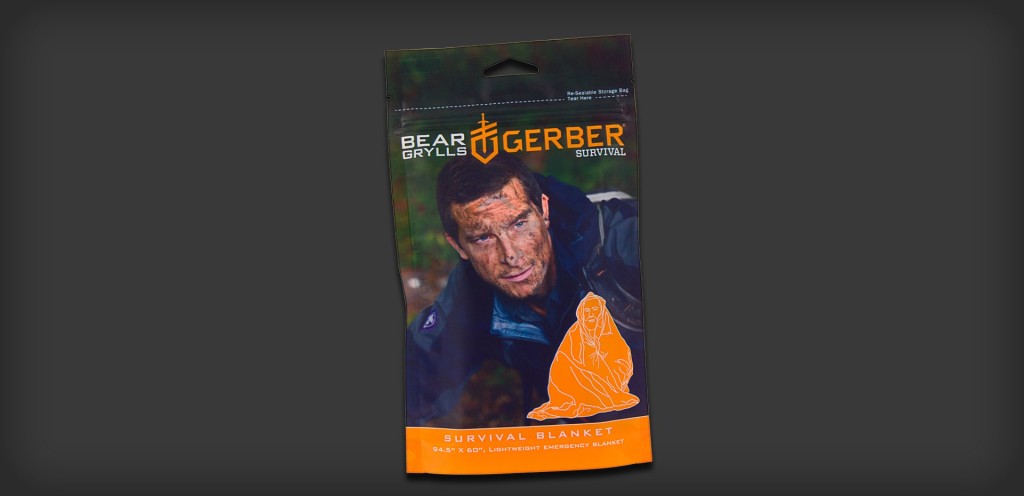 Re-Sealable Storage Bag
Tear Here
BEAR GRYLLS
GERBER®
SURVIVAL
SURVIVAL BLANKET
94.5" X 60", LIGHTWEIGHT EMERGENCY BLANKET